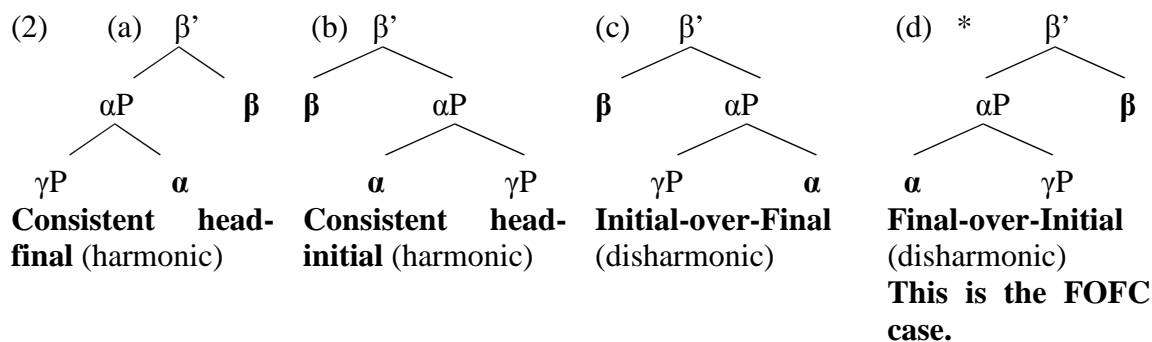 (2) (a) β’ (b) β’ (c) β’ (d) * β’
αP β β αP β αP αP β
γP α α γP γP α α γP
Consistent head- Consistent head- Initial-over-Final Final-over-Initial
final (harmonic) initial (harmonic) (disharmonic) (disharmonic)
This is the FOFC
case.